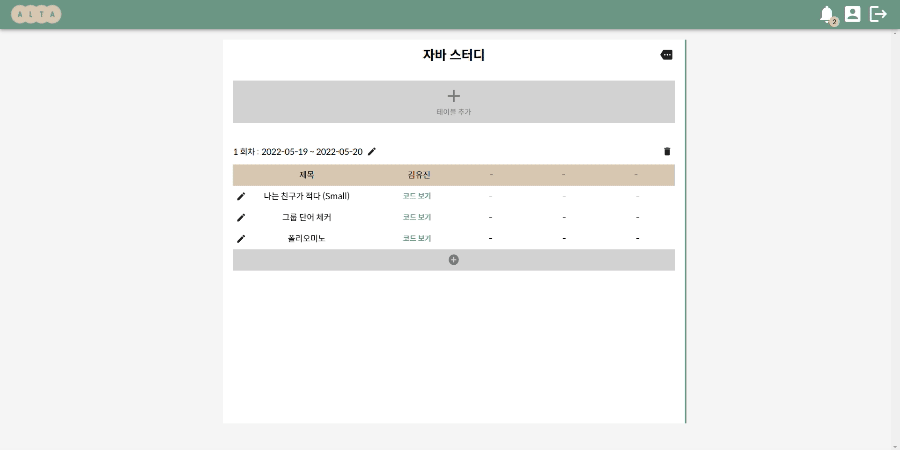 ALTA
2
자바 스터디
테이블 추가
1 회차 : 2022-05-19 ~ 2022-05-20
제목 김유진 - - -
나는 친구가 적다 (Small) 코드 보기 - - -
그룹 단어 체커 코드 보기 - - -
폴리오미노 코드 보기 - - -